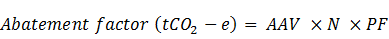 Abatement factor (tCO₂ − e) = AAV × N × PF